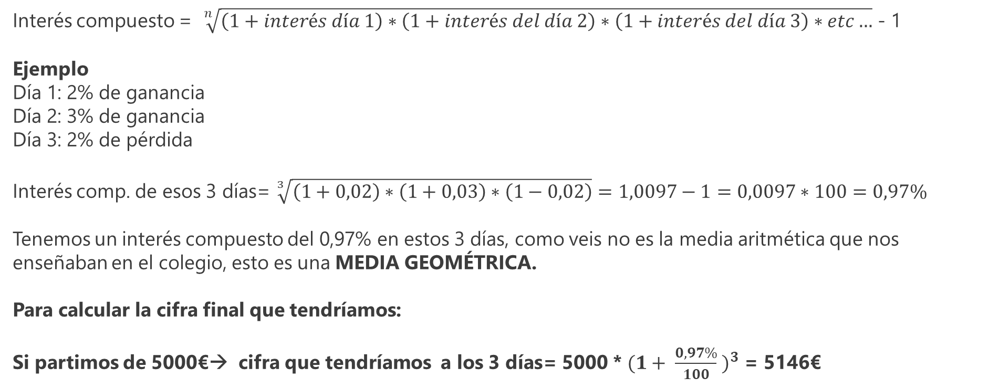 Interés compuesto = ⁿ√(1 + interés día 1) ∗ (1 + interés del día 2) ∗ (1 + interés del día 3) ∗ etc ... - 1
Ejemplo
Día 1: 2% de ganancia
Día 2: 3% de ganancia
Día 3: 2% de pérdida
Interés comp. de esos 3 días= ³√(1 + 0,02) ∗ (1 + 0,03) ∗ (1 − 0,02) = 1,0097 − 1 = 0,0097 ∗ 100 = 0,97%
Tenemos un interés compuesto del 0,97% en estos 3 días, como veis no es la media aritmética que nos
enseñaban en el colegio, esto es una MEDIA GEOMÉTRICA.
Para calcular la cifra final que tendríamos:
Si partimos de 5000€→ cifra que tendríamos a los 3 días= 5000 * (1 + 0,97%/100 )³ = 5146€